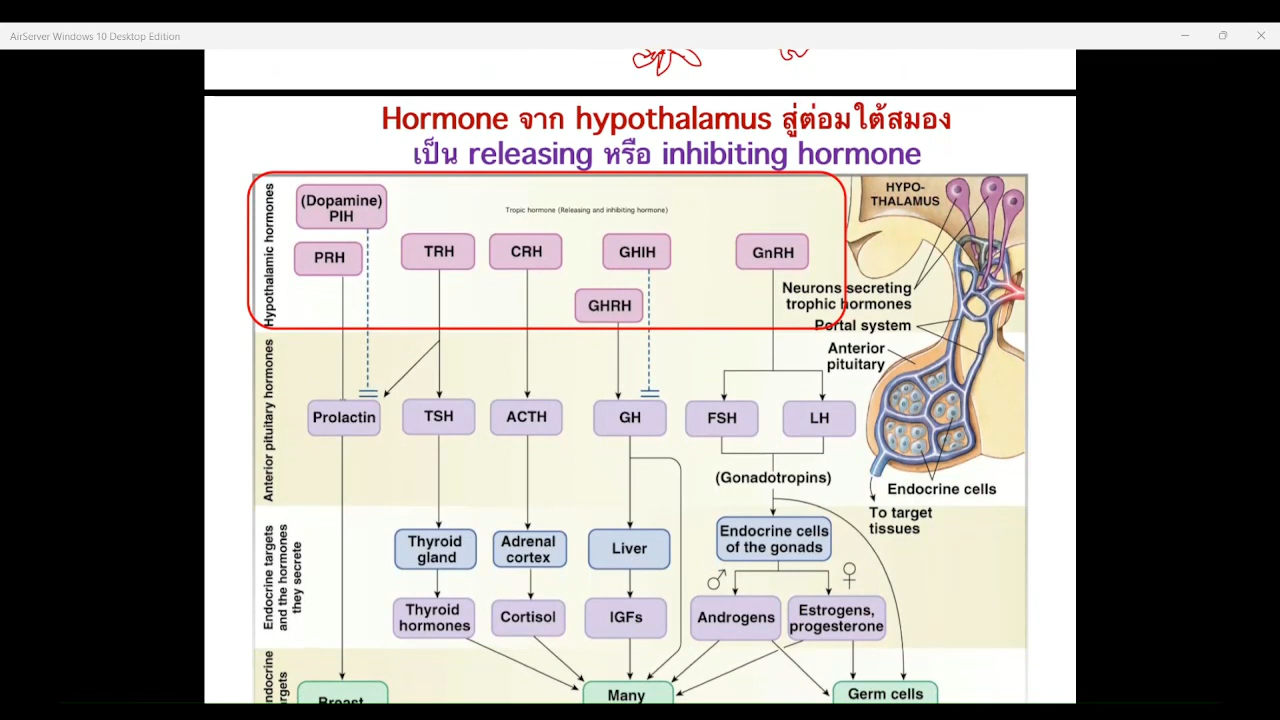 AirServer Windows 10 Desktop Edition
Hormone จาก hypothalamus สู่ต่อมใต้สมอง
เป็น releasing หรือ inhibiting hormone
Hypothalamic hormones
(Dopamine)
PIH
Tropic hormone (Releasing and inhibiting hormone)
PRH
TRH
CRH
GHIH
GnRH
GHRH
HYPO-
THALAMUS
Neurons secreting
trophic hormones
Portal system
Anterior
pituitary
Anterior pituitary hormones
Prolactin
TSH
ACTH
GH
FSH
LH
(Gonadotropins)
Endocrine cells
To target
tissues
Endocrine targets
and the hormones
they secrete
Thyroid
gland
Adrenal
cortex
Liver
Endocrine cells
of the gonads
♂
♀
Thyroid
hormones
Cortisol
IGFs
Androgens
Estrogens,
progesterone
Breast
Many
Germ cells